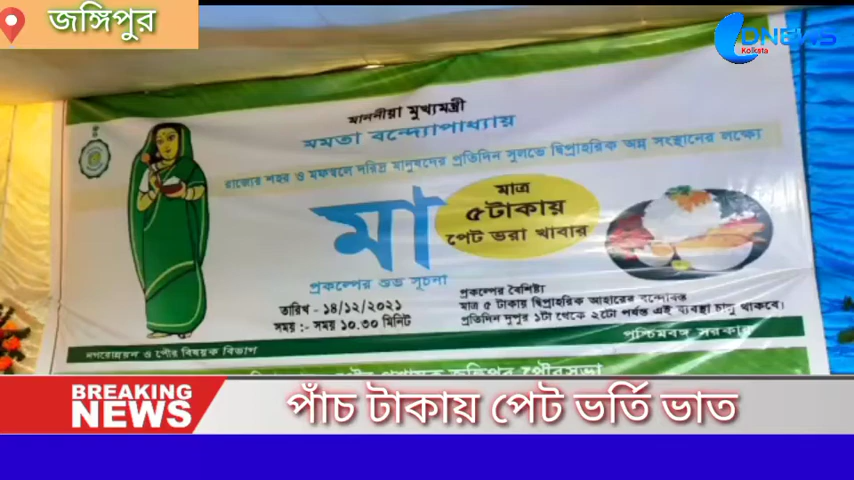 জঙ্গিপুর
DNEWS
Kolkata
মাননীয়া মুখ্যমন্ত্রী
মমতা বন্দ্যোপাধ্যায়
রাজ্যের শহর ও মফস্বলে দরিদ্র মানুষদের প্রতিদিন সুলভে দ্বিপ্রাহরিক অন্ন সংস্থানের লক্ষ্যে
মা
মাত্র
৫টাকায়
পেট ভরা খাবার
প্রকল্পের শুভ সূচনা
তারিখ - ১৪/১২/২০২১
সময় :- সময় ১০.৩০ মিনিট
প্রকল্পের বৈশিষ্ট্য
মাত্র ৫ টাকায় দ্বিপ্রাহরিক আহারের বন্দোবস্ত
প্রতিদিন দুপুর ১টা থেকে ২টো পর্যন্ত এই ব্যবস্থা চালু থাকবে।
পশ্চিমবঙ্গ সরকার
নগরোন্নয়ন ও পৌর বিষয়ক বিভাগ
জঙ্গিপুর পৌরসভা
BREAKING
NEWS
পাঁচ টাকায় পেট ভর্তি ভাত